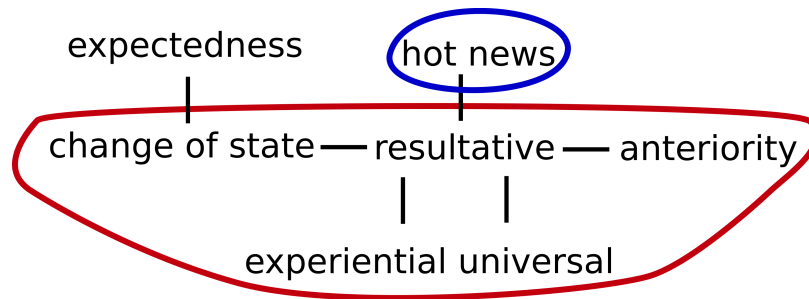 expectedness hot news
change of state resultative anteriority
experiential universal